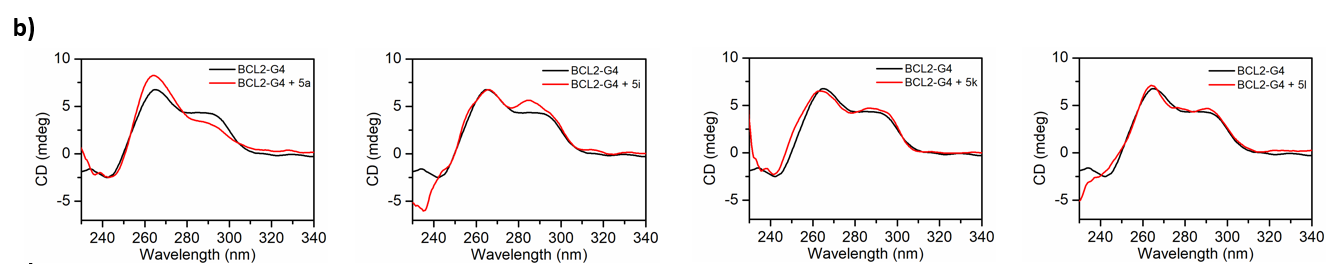 b)
10
5
0
-5
CD (mdeg)
BCL2-G4
BCL2-G4 + 5a
240 260 280 300 320 340
Wavelength (nm)
10
5
0
-5
CD (mdeg)
BCL2-G4
BCL2-G4 + 5i
240 260 280 300 320 340
Wavelength (nm)
10
5
0
-5
CD (mdeg)
BCL2-G4
BCL2-G4 + 5k
240 260 280 300 320 340
Wavelength (nm)
10
5
0
-5
CD (mdeg)
BCL2-G4
BCL2-G4 + 5l
240 260 280 300 320 340
Wavelength (nm)